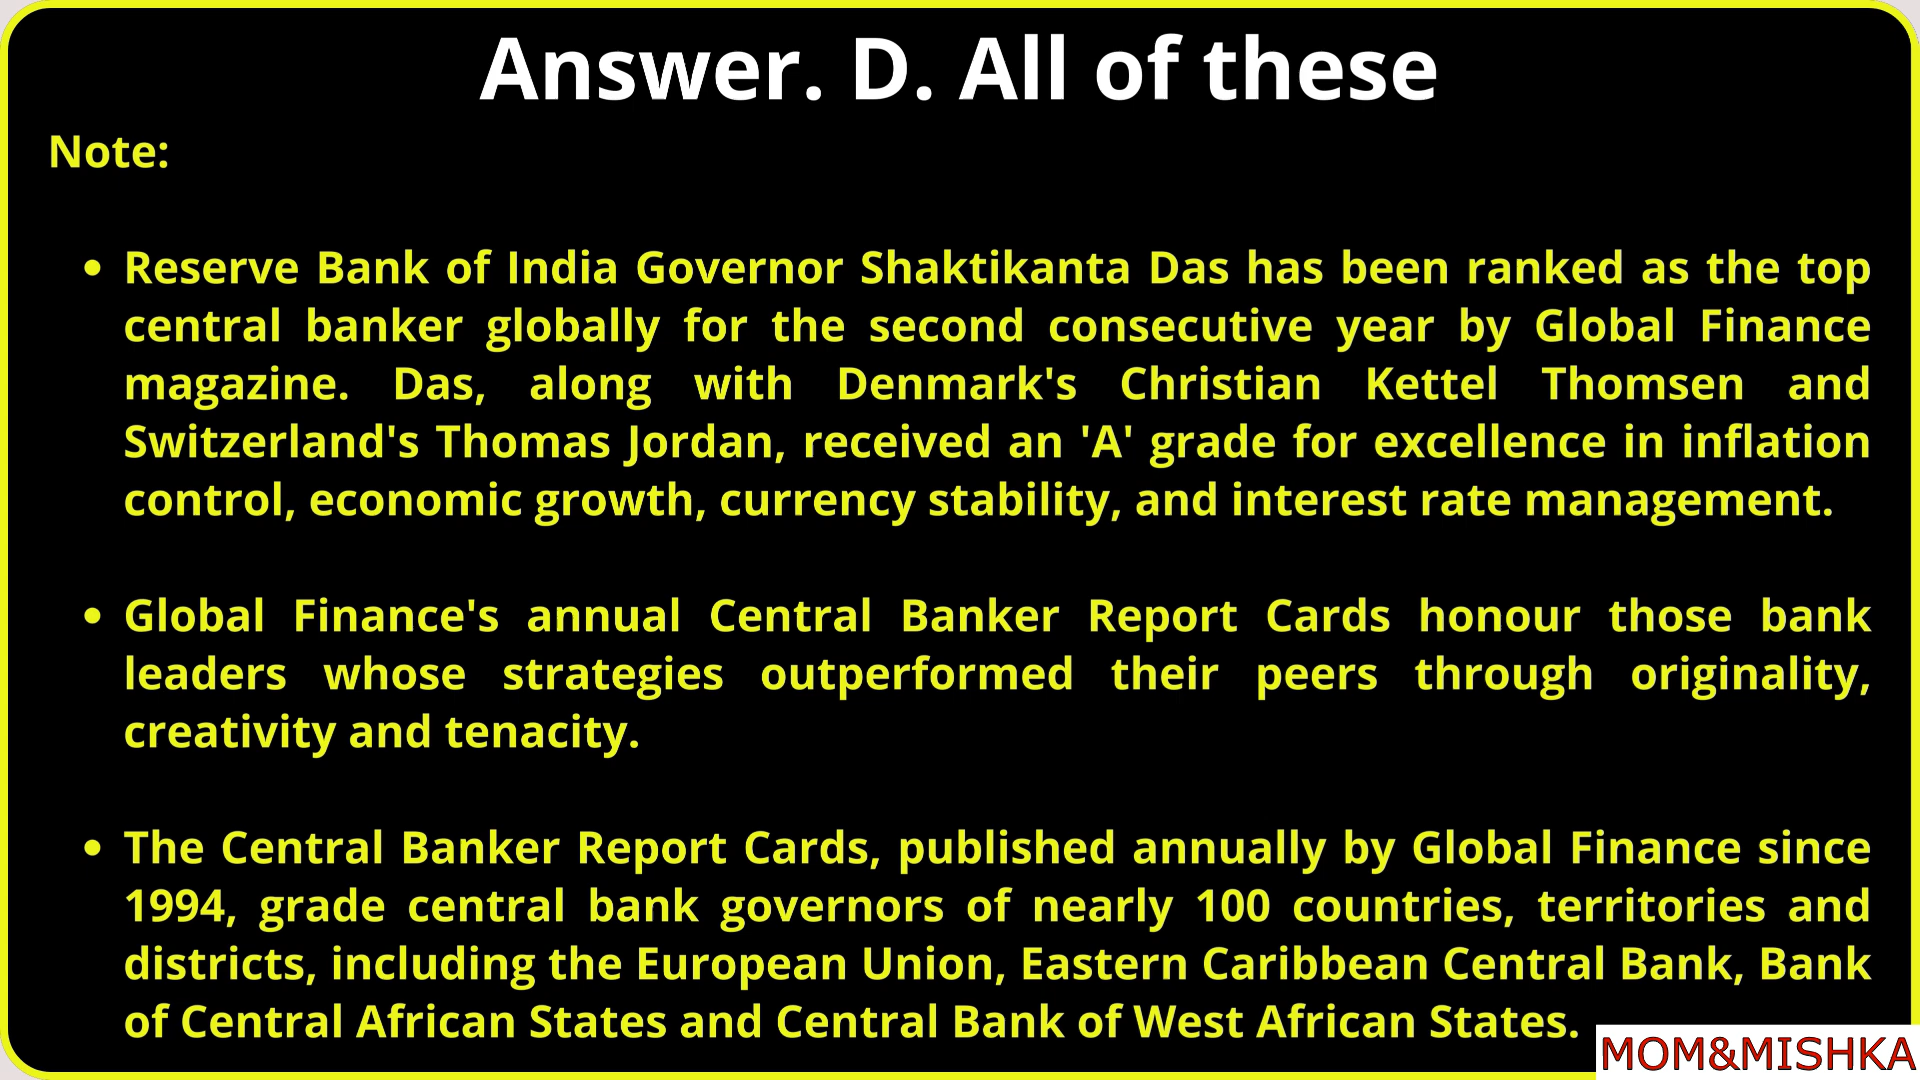 Answer. D. All of these
Note:
• Reserve Bank of India Governor Shaktikanta Das has been ranked as the top
central banker globally for the second consecutive year by Global Finance
magazine. Das, along with Denmark's Christian Kettel Thomsen and
Switzerland's Thomas Jordan, received an 'A' grade for excellence in inflation
control, economic growth, currency stability, and interest rate management.
• Global Finance's annual Central Banker Report Cards honour those bank
leaders whose strategies outperformed their peers through originality,
creativity and tenacity.
• The Central Banker Report Cards, published annually by Global Finance since
1994, grade central bank governors of nearly 100 countries, territories and
districts, including the European Union, Eastern Caribbean Central Bank, Bank
of Central African States and Central Bank of West African States.
MOM&MISHKA